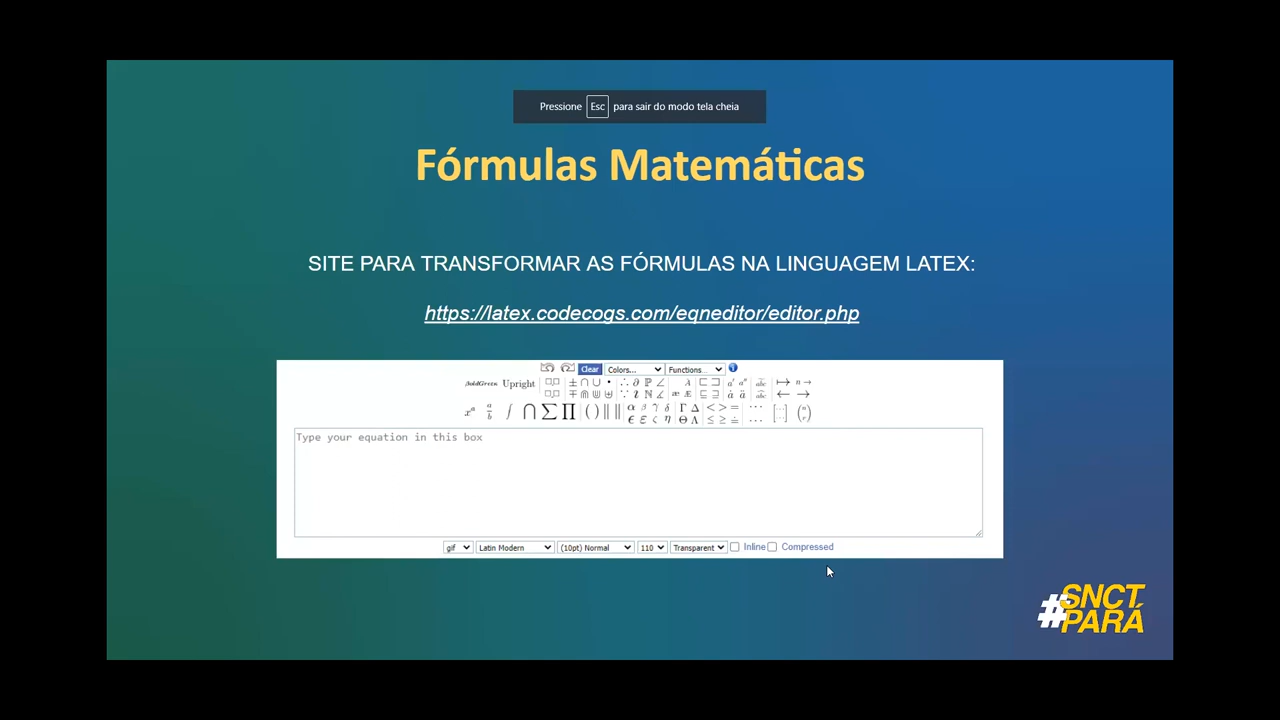 Pressione Esc para sair do modo tela cheia
Fórmulas Matemáticas
SITE PARA TRANSFORMAR AS FÓRMULAS NA LINGUAGEM LATEX:
https://latex.codecogs.com/eqneditor/editor.php
Clear Colors... Functions...
Upright
Type your equation in this box
gif Latin Modern (10pt) Normal 110 Transparent Inline Compressed
#SNCT
PARÁ